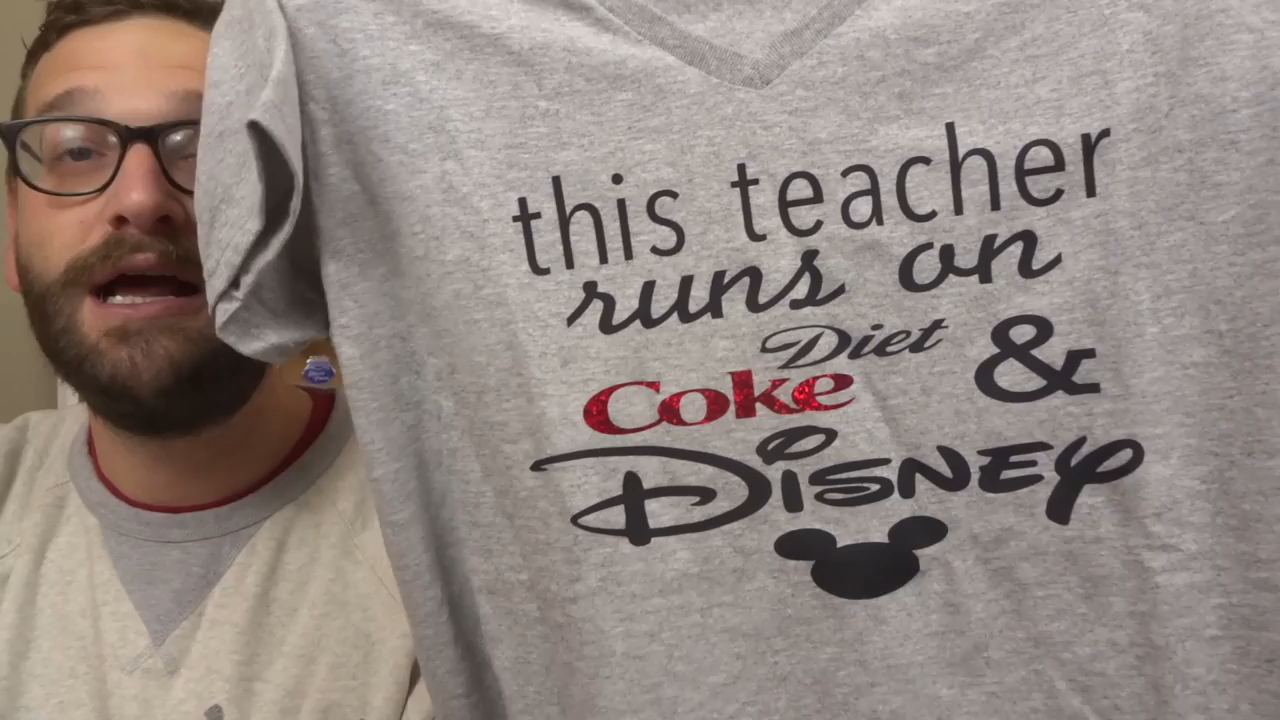 this teacher
runs on
Diet
Coke &
Disney